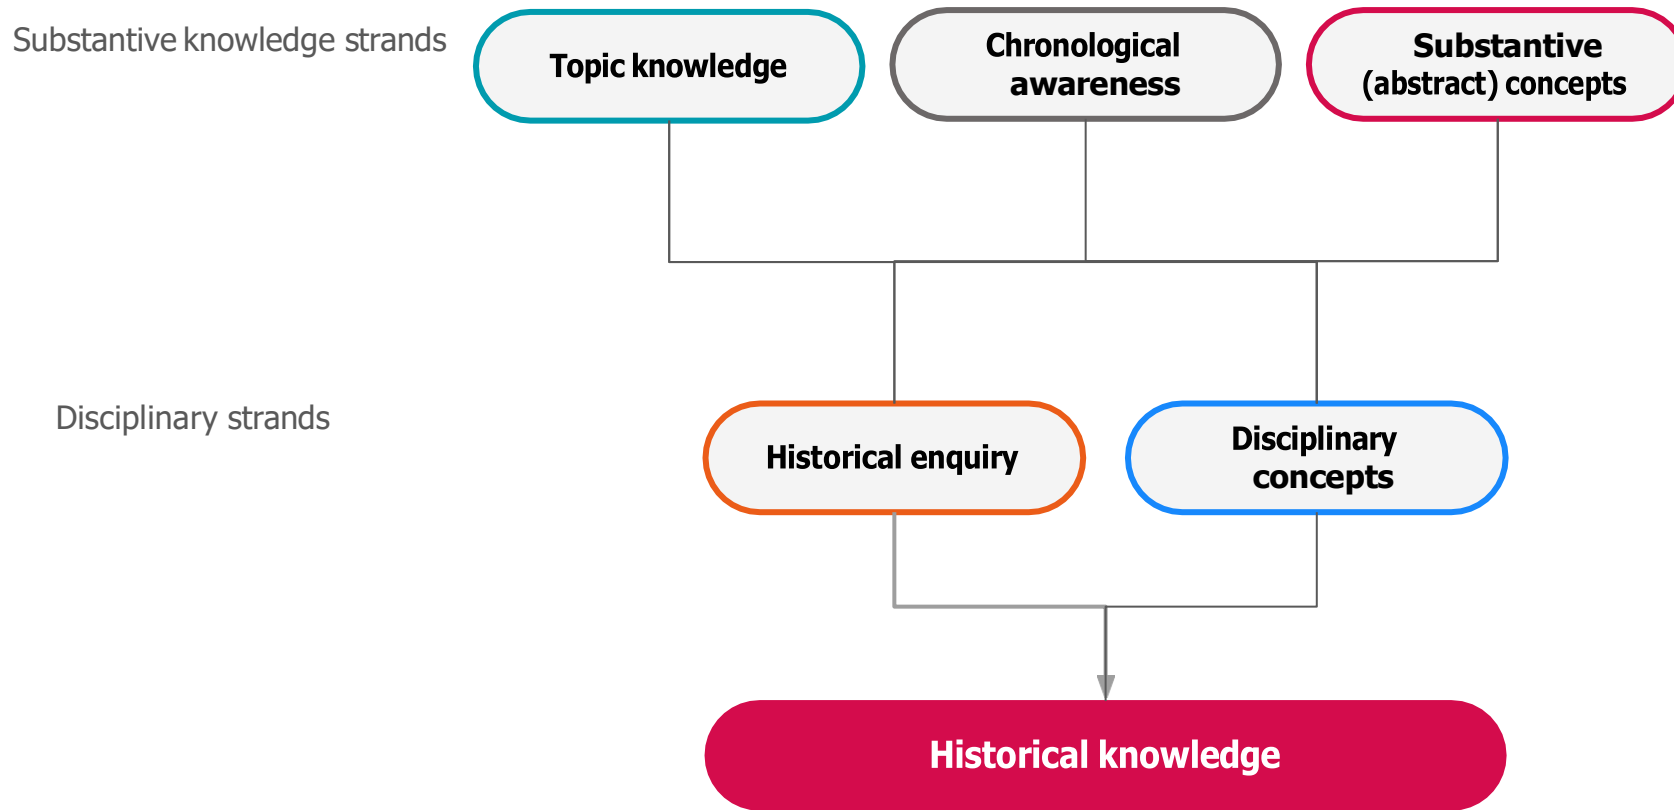 Substantive knowledge strands
Topic knowledge
Chronological
awareness
Substantive
(abstract) concepts
Disciplinary strands
Historical enquiry
Disciplinary
concepts
Historical knowledge